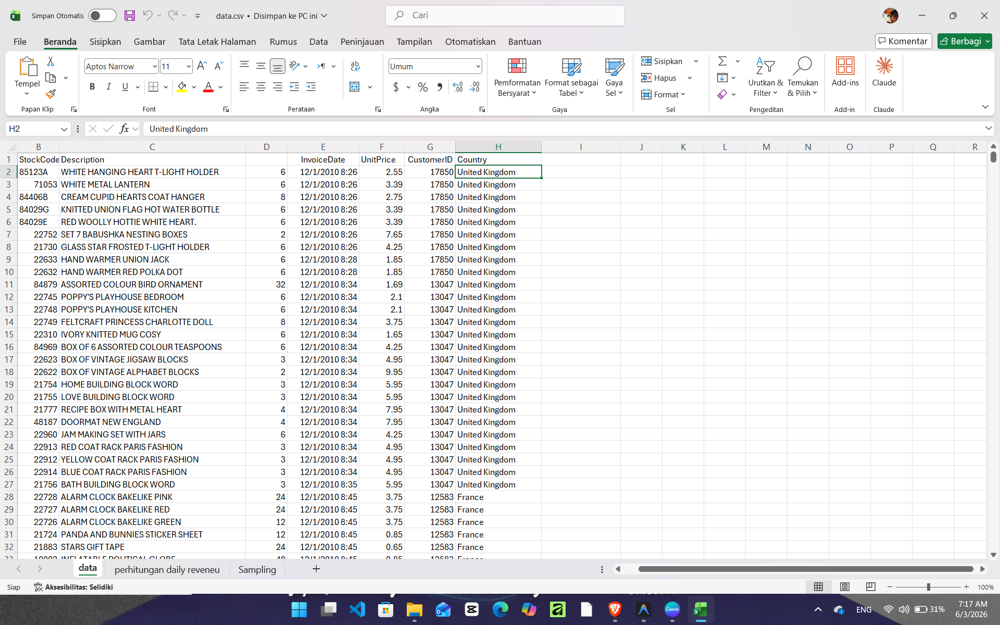 Simpan Otomatis data.csv • Disimpan ke PC ini Cari
File Beranda Sisipkan Gambar Tata Letak Halaman Rumus Data Peninjauan Tampilan Otomatiskan Bantuan Komentar Berbagi
Tempel
Papan Klip
Aptos Narrow 11
B I U A
Font
Perataan
Umum
$ % 9
Angka
Pemformatan Bersyarat
Format sebagai Tabel
Gaya Sel
Gaya
Sisipkan
Hapus
Format
Sel
Urutkan & Filter
Temukan & Pilih
Pengeditan
Add-ins
Add-in
Claude
Claude
H2 fx United Kingdom
B C D E F G H I J K L M N O P Q R
1 StockCode Description InvoiceDate UnitPrice CustomerID Country
2 85123A WHITE HANGING HEART T-LIGHT HOLDER 6 12/1/2010 8:26 2.55 17850 United Kingdom
3 71053 WHITE METAL LANTERN 6 12/1/2010 8:26 3.39 17850 United Kingdom
4 84406B CREAM CUPID HEARTS COAT HANGER 8 12/1/2010 8:26 2.75 17850 United Kingdom
5 84029G KNITTED UNION FLAG HOT WATER BOTTLE 6 12/1/2010 8:26 3.39 17850 United Kingdom
6 84029E RED WOOLLY HOTTIE WHITE HEART. 6 12/1/2010 8:26 3.39 17850 United Kingdom
7 22752 SET 7 BABUSHKA NESTING BOXES 2 12/1/2010 8:26 7.65 17850 United Kingdom
8 21730 GLASS STAR FROSTED T-LIGHT HOLDER 6 12/1/2010 8:26 4.25 17850 United Kingdom
9 22633 HAND WARMER UNION JACK 6 12/1/2010 8:28 1.85 17850 United Kingdom
10 22632 HAND WARMER RED POLKA DOT 6 12/1/2010 8:28 1.85 17850 United Kingdom
11 84879 ASSORTED COLOUR BIRD ORNAMENT 32 12/1/2010 8:34 1.69 13047 United Kingdom
12 22745 POPPY'S PLAYHOUSE BEDROOM 6 12/1/2010 8:34 2.1 13047 United Kingdom
13 22748 POPPY'S PLAYHOUSE KITCHEN 6 12/1/2010 8:34 2.1 13047 United Kingdom
14 22749 FELTCRAFT PRINCESS CHARLOTTE DOLL 8 12/1/2010 8:34 3.75 13047 United Kingdom
15 22310 IVORY KNITTED MUG COSY 6 12/1/2010 8:34 1.65 13047 United Kingdom
16 84969 BOX OF 6 ASSORTED COLOUR TEASPOONS 6 12/1/2010 8:34 4.25 13047 United Kingdom
17 22623 BOX OF VINTAGE JIGSAW BLOCKS 3 12/1/2010 8:34 4.95 13047 United Kingdom
18 22622 BOX OF VINTAGE ALPHABET BLOCKS 2 12/1/2010 8:34 9.95 13047 United Kingdom
19 21754 HOME BUILDING BLOCK WORD 3 12/1/2010 8:34 5.95 13047 United Kingdom
20 21755 LOVE BUILDING BLOCK WORD 3 12/1/2010 8:34 5.95 13047 United Kingdom
21 21777 RECIPE BOX WITH METAL HEART 4 12/1/2010 8:34 7.95 13047 United Kingdom
22 48187 DOORMAT NEW ENGLAND 4 12/1/2010 8:34 7.95 13047 United Kingdom
23 22960 JAM MAKING SET WITH JARS 6 12/1/2010 8:34 4.25 13047 United Kingdom
24 22913 RED COAT RACK PARIS FASHION 3 12/1/2010 8:34 4.95 13047 United Kingdom
25 22912 YELLOW COAT RACK PARIS FASHION 3 12/1/2010 8:34 4.95 13047 United Kingdom
26 22914 BLUE COAT RACK PARIS FASHION 3 12/1/2010 8:34 4.95 13047 United Kingdom
27 21756 BATH BUILDING BLOCK WORD 3 12/1/2010 8:35 5.95 13047 United Kingdom
28 22728 ALARM CLOCK BAKELIKE PINK 24 12/1/2010 8:45 3.75 12583 France
29 22727 ALARM CLOCK BAKELIKE RED 24 12/1/2010 8:45 3.75 12583 France
30 22726 ALARM CLOCK BAKELIKE GREEN 12 12/1/2010 8:45 3.75 12583 France
31 21724 PANDA AND BUNNIES STICKER SHEET 12 12/1/2010 8:45 0.85 12583 France
32 21883 STARS GIFT TAPE 24 12/1/2010 8:45 0.65 12583 France
data perhitungan daily reveneu Sampling
Siap Aksesibilitas: Selidiki 100%
Canva ENG 31% 7:17 AM
6/3/2026